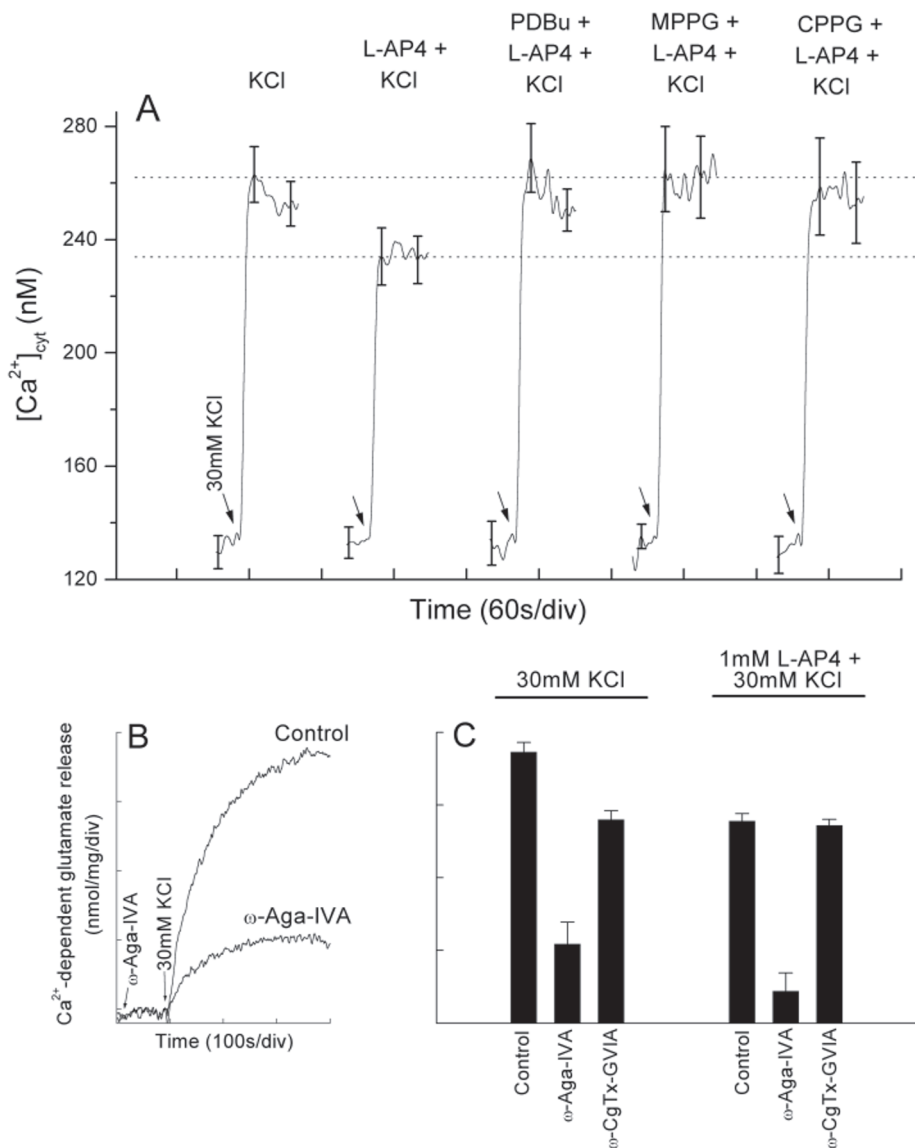 A
KCl
L-AP4 +
KCl
PDBu +
L-AP4 +
KCl
MPPG +
L-AP4 +
KCl
CPPG +
L-AP4 +
KCl
[Ca²⁺]cyt (nM)
280
240
200
160
120
30mM KCl
Time (60s/div)
B
Ca²⁺-dependent glutamate release
(nmol/mg/div)
Control
ω-Aga-IVA
ω-Aga-IVA
30mM KCl
Time (100s/div)
C
30mM KCl
1mM L-AP4 +
30mM KCl
Control
ω-Aga-IVA
ω-CgTx-GVIA
Control
ω-Aga-IVA
ω-CgTx-GVIA